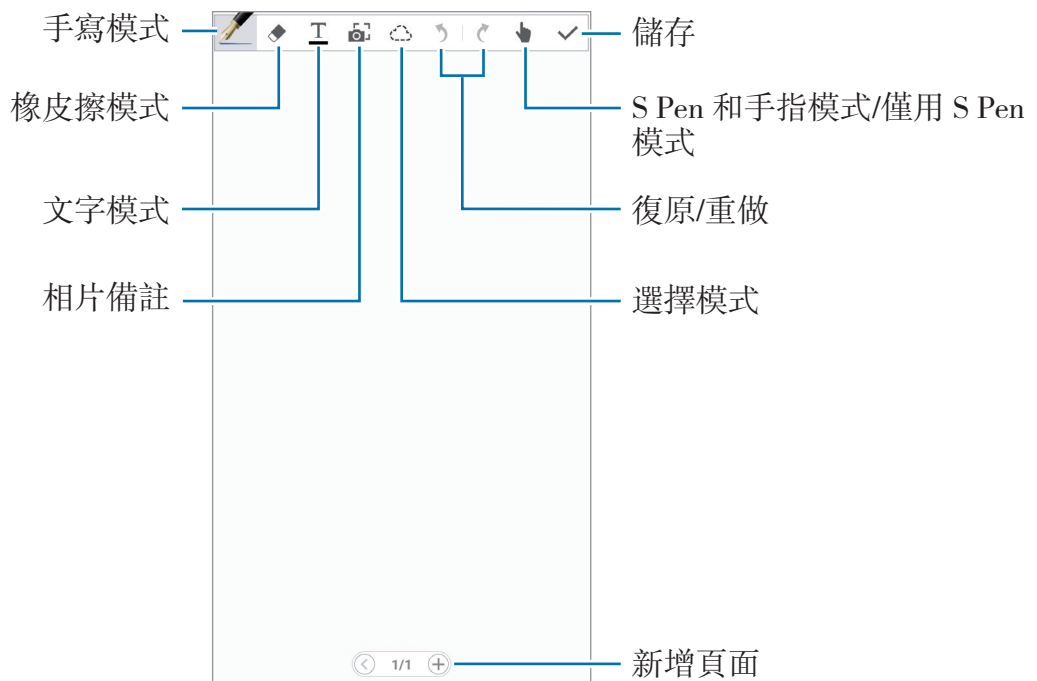 手寫模式
儲存
橡皮擦模式
S Pen 和手指模式/僅用 S Pen
模式
文字模式
復原/重做
相片備註
選擇模式
1/1
新增頁面